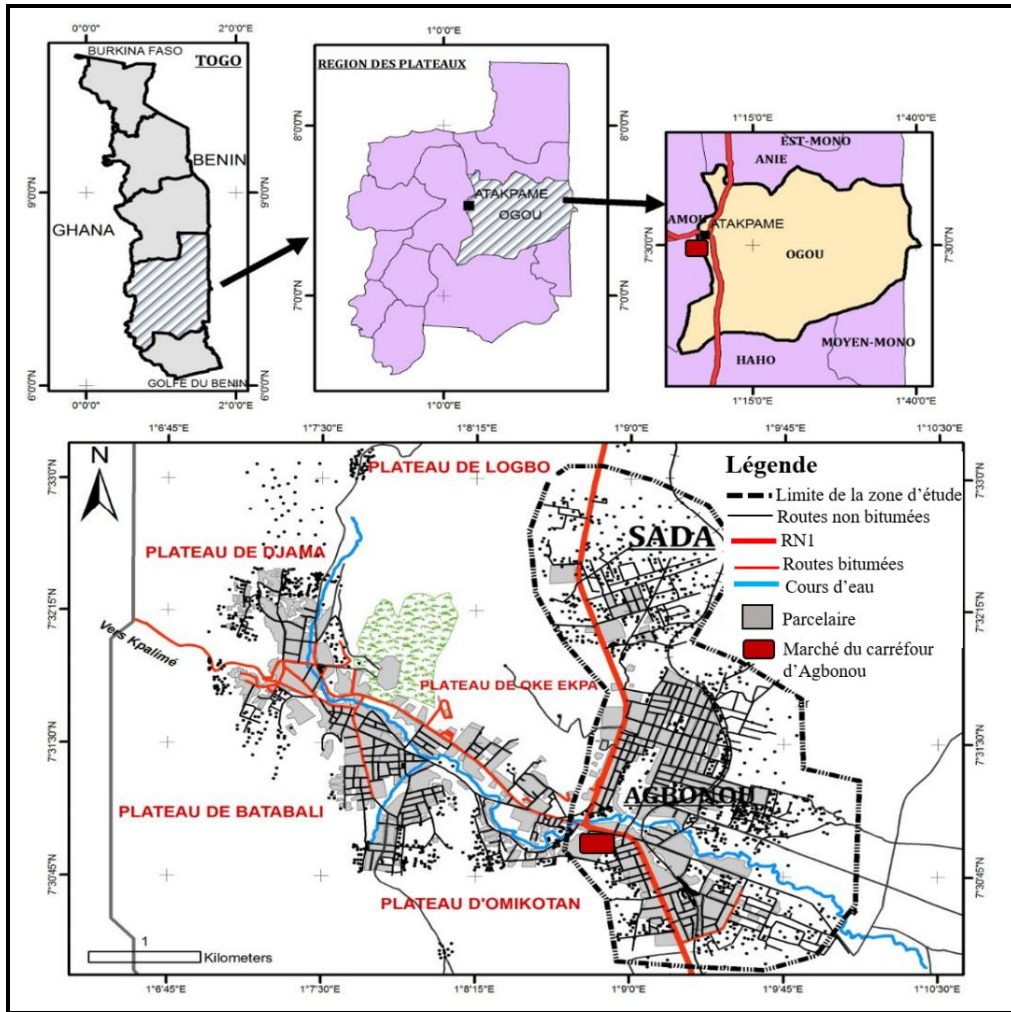 0°0'0"
2°0'0"E
BURKINA FASO
TOGO
BENIN
GHANA
9°0'0"N
9°0'0"N
6°0'0"N
6°0'0"N
GOLFE DU BENIN
0°0'0"
2°0'0"E
1°0'0"E
REGION DES PLATEAUX
8°0'0"N
8°0'0"N
ATAKPAME
OGOU
7°0'0"N
7°0'0"N
1°0'0"E
1°15'0"E
1°40'0"E
EST-MONO
ANIE
AMOU
ATAKPAME
7°30'0"N
7°30'0"N
OGOU
MOYEN-MONO
HAHO
1°15'0"E
1°40'0"E
1°6'45"E
1°7'30"E
1°8'15"E
1°9'0"E
1°9'45"E
1°10'30"E
N
PLATEAU DE LOGBO
Légende
7°33'0"N
7°33'0"N
Limite de la zone d'étude
Routes non bitumées
SADA
RN1
PLATEAU DE DJAMA
Routes bitumées
Cours d'eau
7°32'15"N
7°32'15"N
Parcelaire
Vers Kpalimé
Marché du carréfour
d'Agbonou
PLATEAU DE OKE EKPA
7°31'30"N
7°31'30"N
AGBONOU
PLATEAU DE BATABALI
7°30'45"N
7°30'45"N
PLATEAU D'OMIKOTAN
1
Kilometers
1°6'45"E
1°7'30"E
1°8'15"E
1°9'0"E
1°9'45"E
1°10'30"E